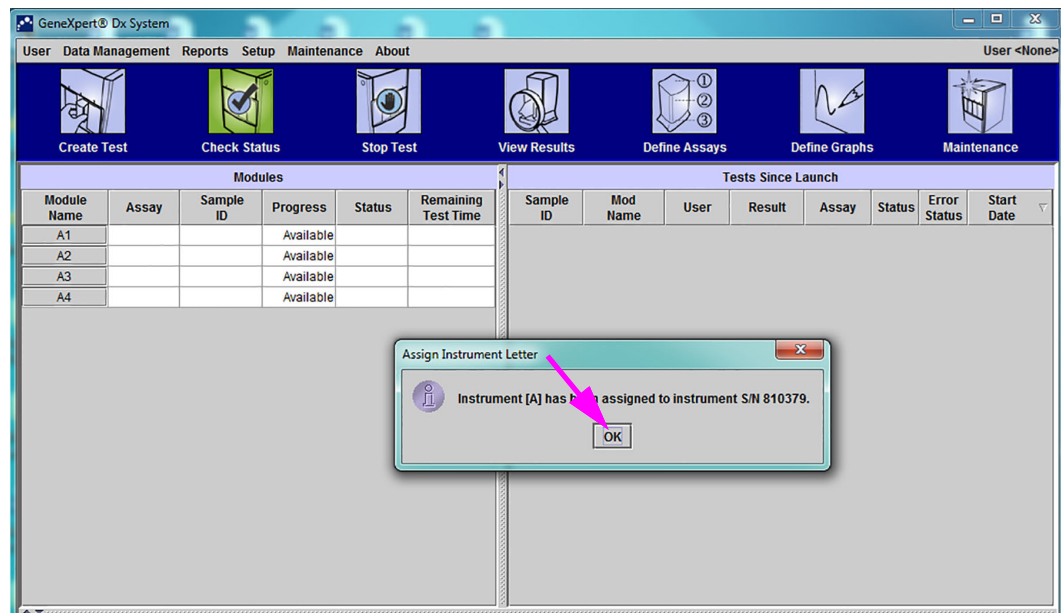 GeneXpert® Dx System
User Data Management Reports Setup Maintenance About User <None>
① ② ③
Create Test Check Status Stop Test View Results Define Assays Define Graphs Maintenance
Modules
Module Name Assay Sample ID Progress Status Remaining Test Time
A1 Available
A2 Available
A3 Available
A4 Available
Tests Since Launch
Sample ID Mod Name User Result Assay Status Error Status Start Date
Assign Instrument Letter
Instrument [A] has assigned to instrument S/N 810379.
OK